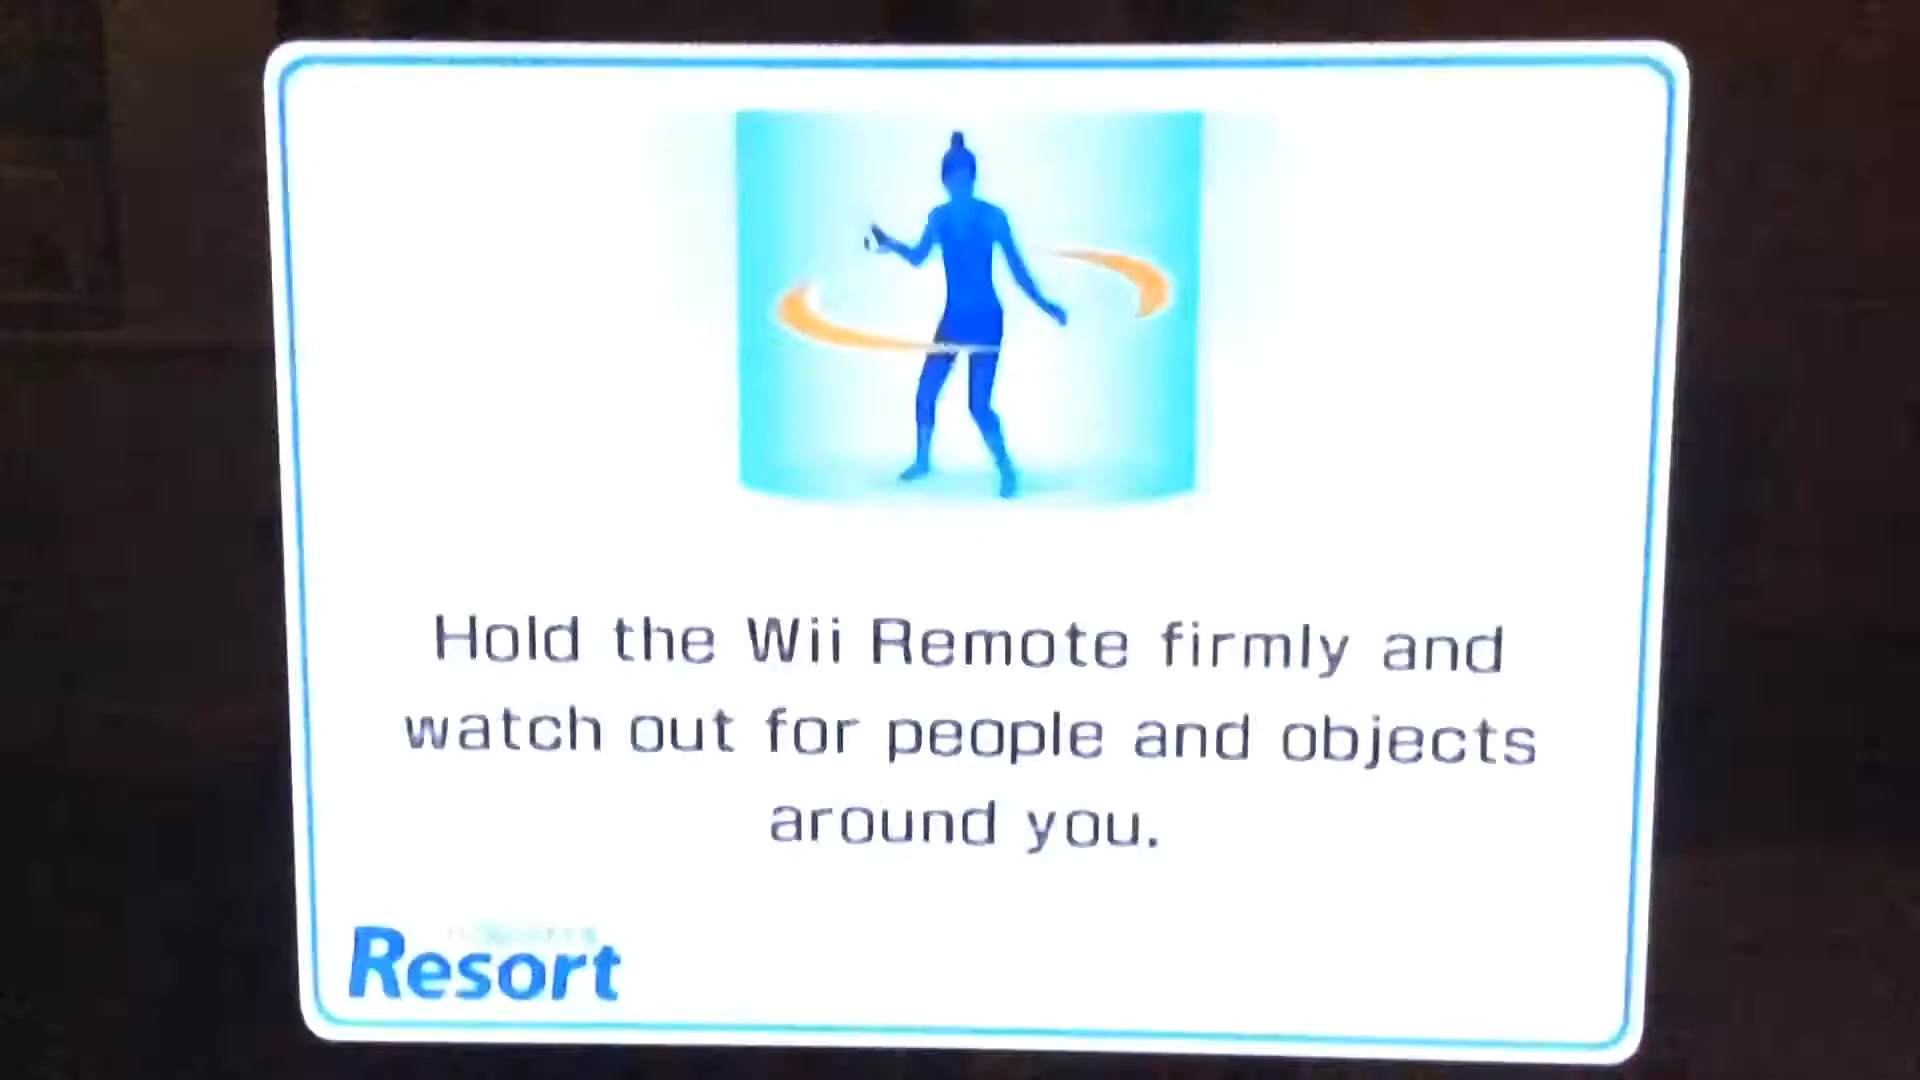 Hold the Wii Remote firmly and
watch out for people and objects
around you.
Resort